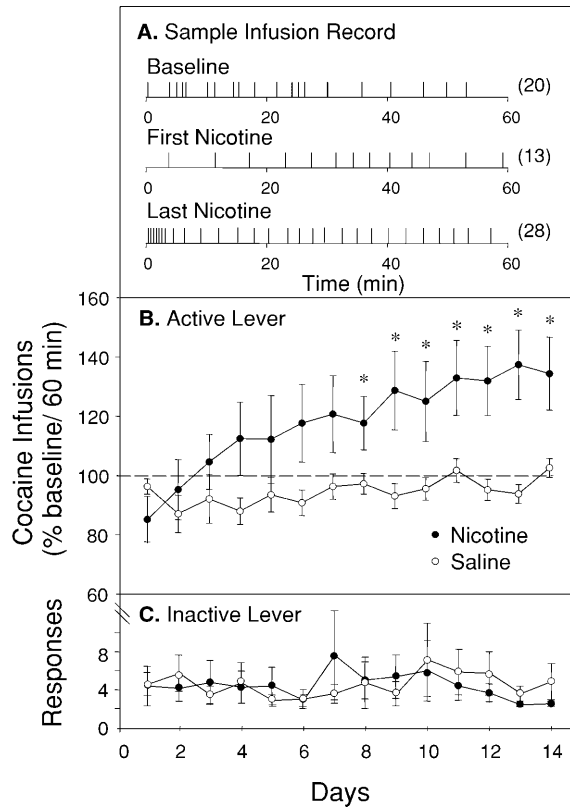 A. Sample Infusion Record
Baseline
(20)
0 20 40 60
First Nicotine
(13)
0 20 40 60
Last Nicotine
(28)
0 20 40 60
Time (min)
160
140
120
100
80
60
Cocaine Infusions
(% baseline/ 60 min)
B. Active Lever
* * * * * * *
Nicotine
Saline
C. Inactive Lever
Responses
8
4
0
0 2 4 6 8 10 12 14
Days